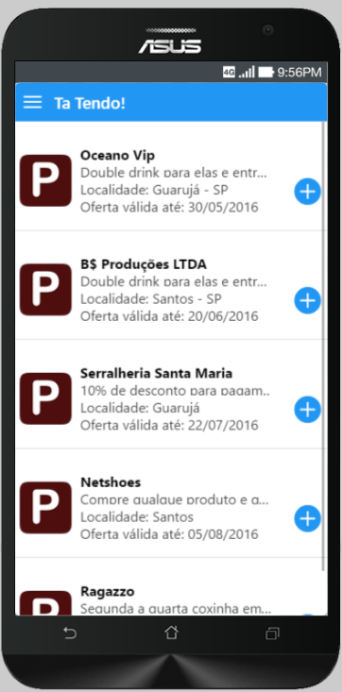 ASUS
4G 9:56PM
Ta Tendo!
P
Oceano Vip
Double drink para elas e entr...
Localidade: Guarujá - SP
Oferta válida até: 30/05/2016
P
B$ Produções LTDA
Double drink para elas e entr...
Localidade: Santos - SP
Oferta válida até: 20/06/2016
P
Serralheria Santa Maria
10% de desconto para pagam...
Localidade: Guarujá
Oferta válida até: 22/07/2016
P
Netshoes
Compre qualque produto e g...
Localidade: Santos
Oferta válida até: 05/08/2016
P
Ragazzo
Segunda a quarta coxinha em...